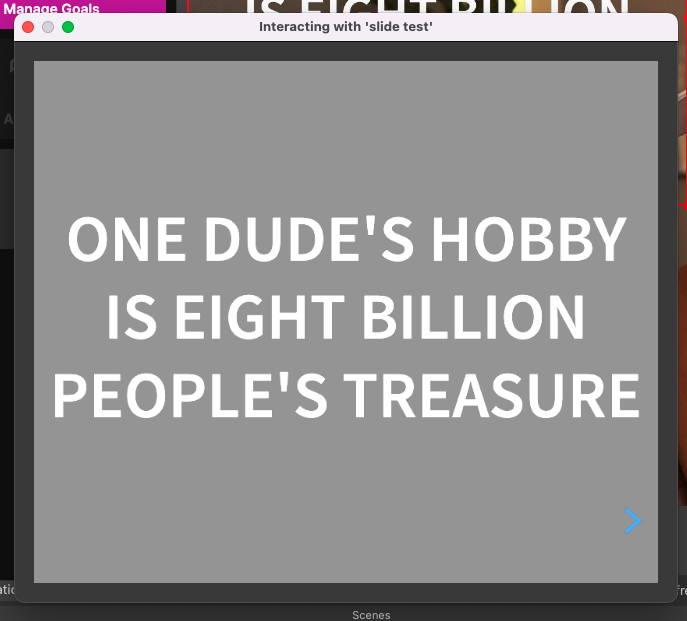 Manage Goals
IS EIGHT BILLION
Interacting with 'slide test'
ONE DUDE'S HOBBY
IS EIGHT BILLION
PEOPLE'S TREASURE
Scenes